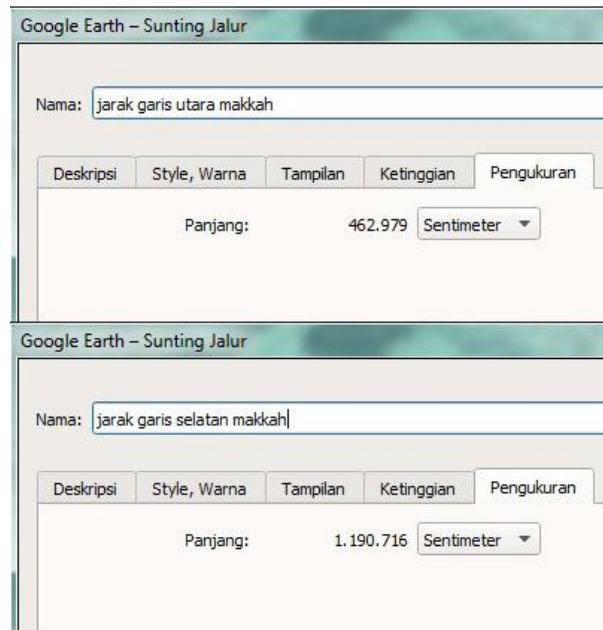 Google Earth – Sunting Jalur
Nama: jarak garis utara makkah
Deskripsi Style, Warna Tampilan Ketinggian Pengukuran
Panjang: 462.979 Sentimeter
Google Earth – Sunting Jalur
Nama: jarak garis selatan makkah
Deskripsi Style, Warna Tampilan Ketinggian Pengukuran
Panjang: 1.190.716 Sentimeter